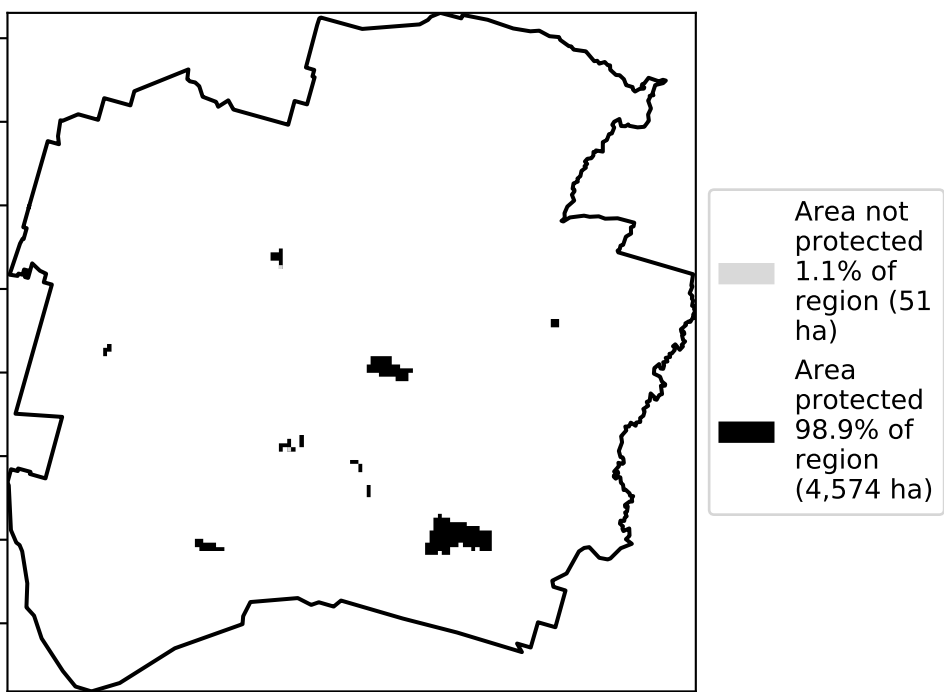 Area not
protected
1.1% of
region (51
ha)
Area
protected
98.9% of
region
(4,574 ha)